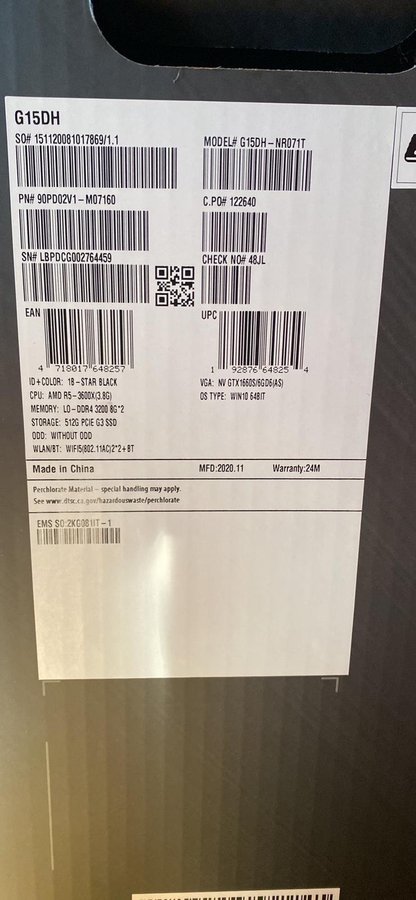 G15DH
SO# 151120081017869/1.1
MODEL# G15DH-NR071T
PN# 90PD02V1-M07160
C.PO# 122640
SN# LBPDCG002764459
CHECK NO# 48JL
EAN
UPC
4 718017 648257
1 92876 64825 4
ID+COLOR: 1B-STAR BLACK
VGA: NV GTX1660S/6GD6(AS)
CPU: AMD R5-3600X(3.8G)
OS TYPE: WIN10 64BIT
MEMORY: LO-DDR4 3200 8G*2
STORAGE: 512G PCIE G3 SSD
ODD: WITHOUT ODD
WLAN/BT: WIFI5(802.11AC)2*2+BT
Made in China
MFD:2020.11
Warranty:24M
Perchlorate Material – special handling may apply.
See www.dtsc.ca.gov/hazardouswaste/perchlorate
EMS SO:2KG081IT-1